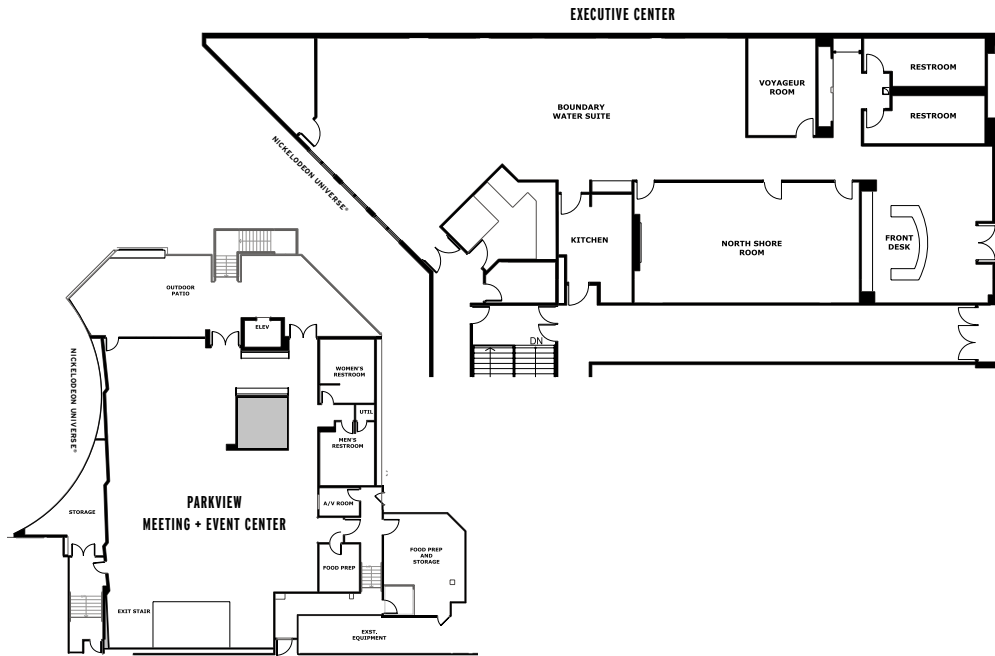 EXECUTIVE CENTER
RESTROOM
VOYAGEUR
ROOM
BOUNDARY
WATER SUITE
RESTROOM
NICKELODEON UNIVERSE®
KITCHEN
NORTH SHORE
ROOM
FRONT
DESK
DN
OUTDOOR
PATIO
ELEV
NICKELODEON UNIVERSE®
WOMEN'S
RESTROOM
UTIL
MEN'S
RESTROOM
PARKVIEW
MEETING + EVENT CENTER
A/V ROOM
STORAGE
FOOD PREP
AND
STORAGE
FOOD PREP
EXIT STAIR
EXST.
EQUIPMENT